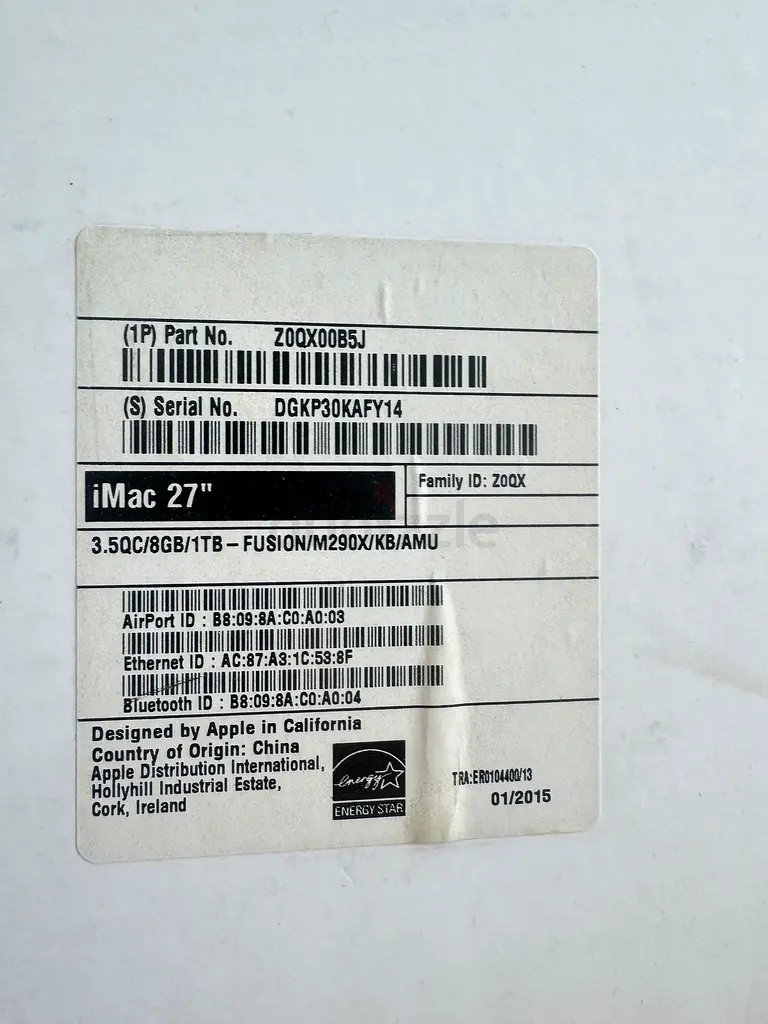 (1P) Part No. Z0QX00B5J
(S) Serial No. DGKP30KAFY14
iMac 27"
Family ID: Z0QX
3.5QC/8GB/1TB – FUSION/M290X/KB/AMU
AirPort ID : B8:09:8A:C0:A0:03
Ethernet ID : AC:87:A3:1C:53:8F
Bluetooth ID : B8:09:8A:C0:A0:04
Designed by Apple in California
Country of Origin: China
Apple Distribution International,
Hollyhill Industrial Estate,
Cork, Ireland
energy
ENERGY STAR
TRA:ER0104400/13
01/2015